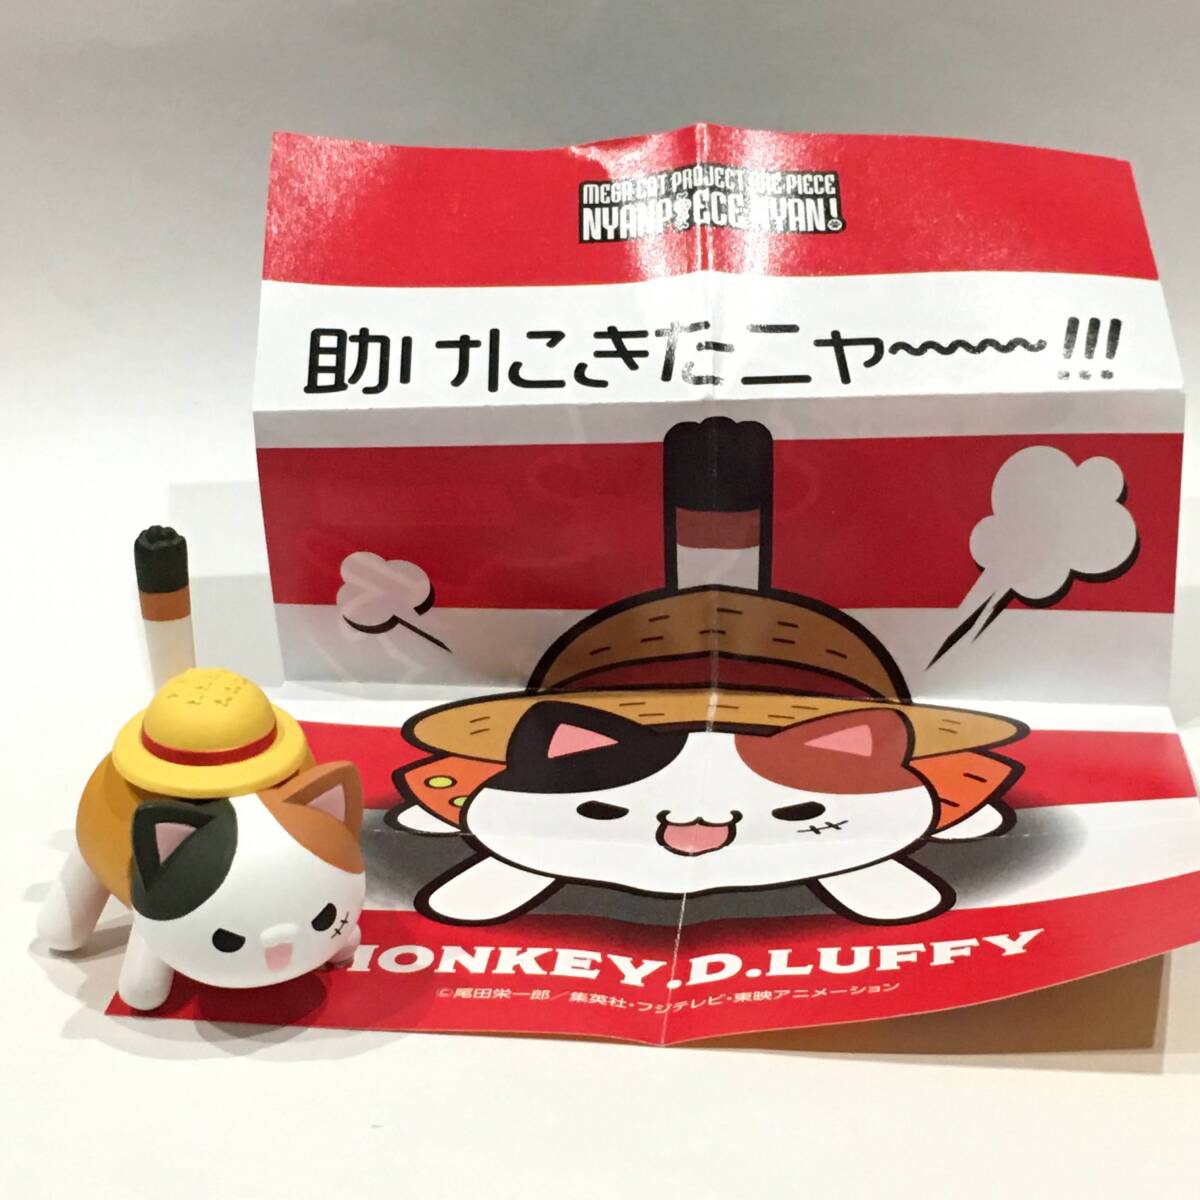 MEGA CAT PROJECT ONE PIECE
NYANPIECE NYAN!
助けにきたニャ〜〜〜!!!
MONKEY.D.LUFFY
©尾田栄一郎／集英社・フジテレビ・東映アニメーション